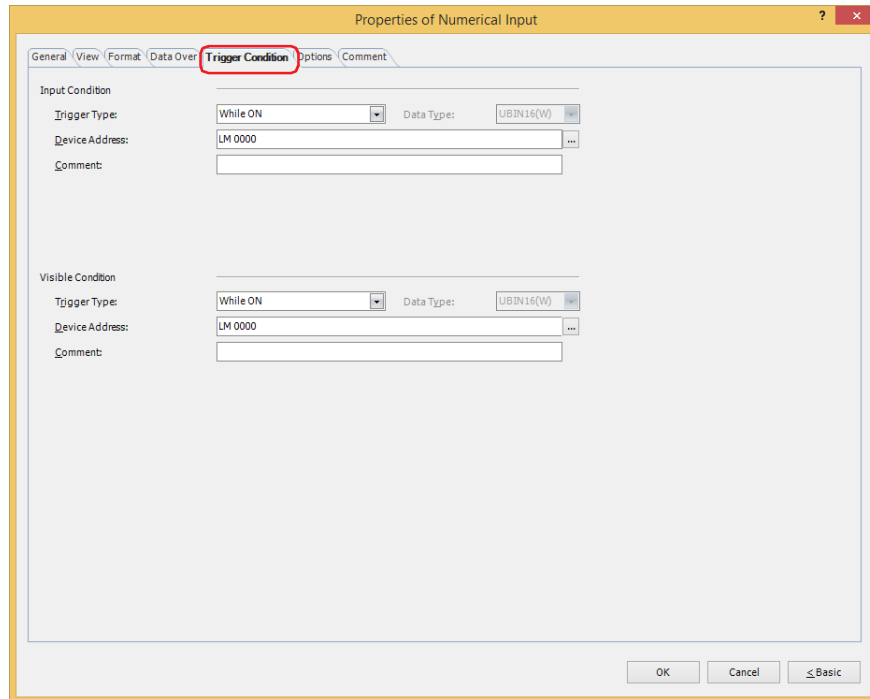 Properties of Numerical Input ? ×
General View Format Data Over Trigger Condition Options Comment
Input Condition
Trigger Type: While ON Data Type: UBIN16(W)
Device Address: LM 0000 ...
Comment:
Visible Condition
Trigger Type: While ON Data Type: UBIN16(W)
Device Address: LM 0000 ...
Comment:
OK Cancel < Basic